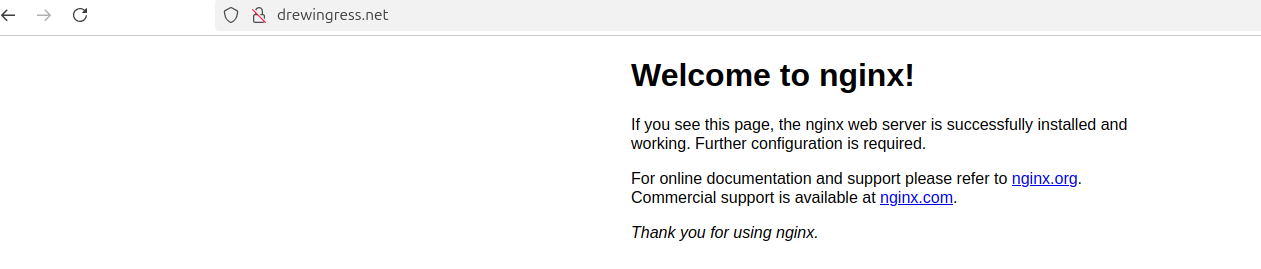 drewingress.net
Welcome to nginx!
If you see this page, the nginx web server is successfully installed and
working. Further configuration is required.
For online documentation and support please refer to nginx.org.
Commercial support is available at nginx.com.
Thank you for using nginx.